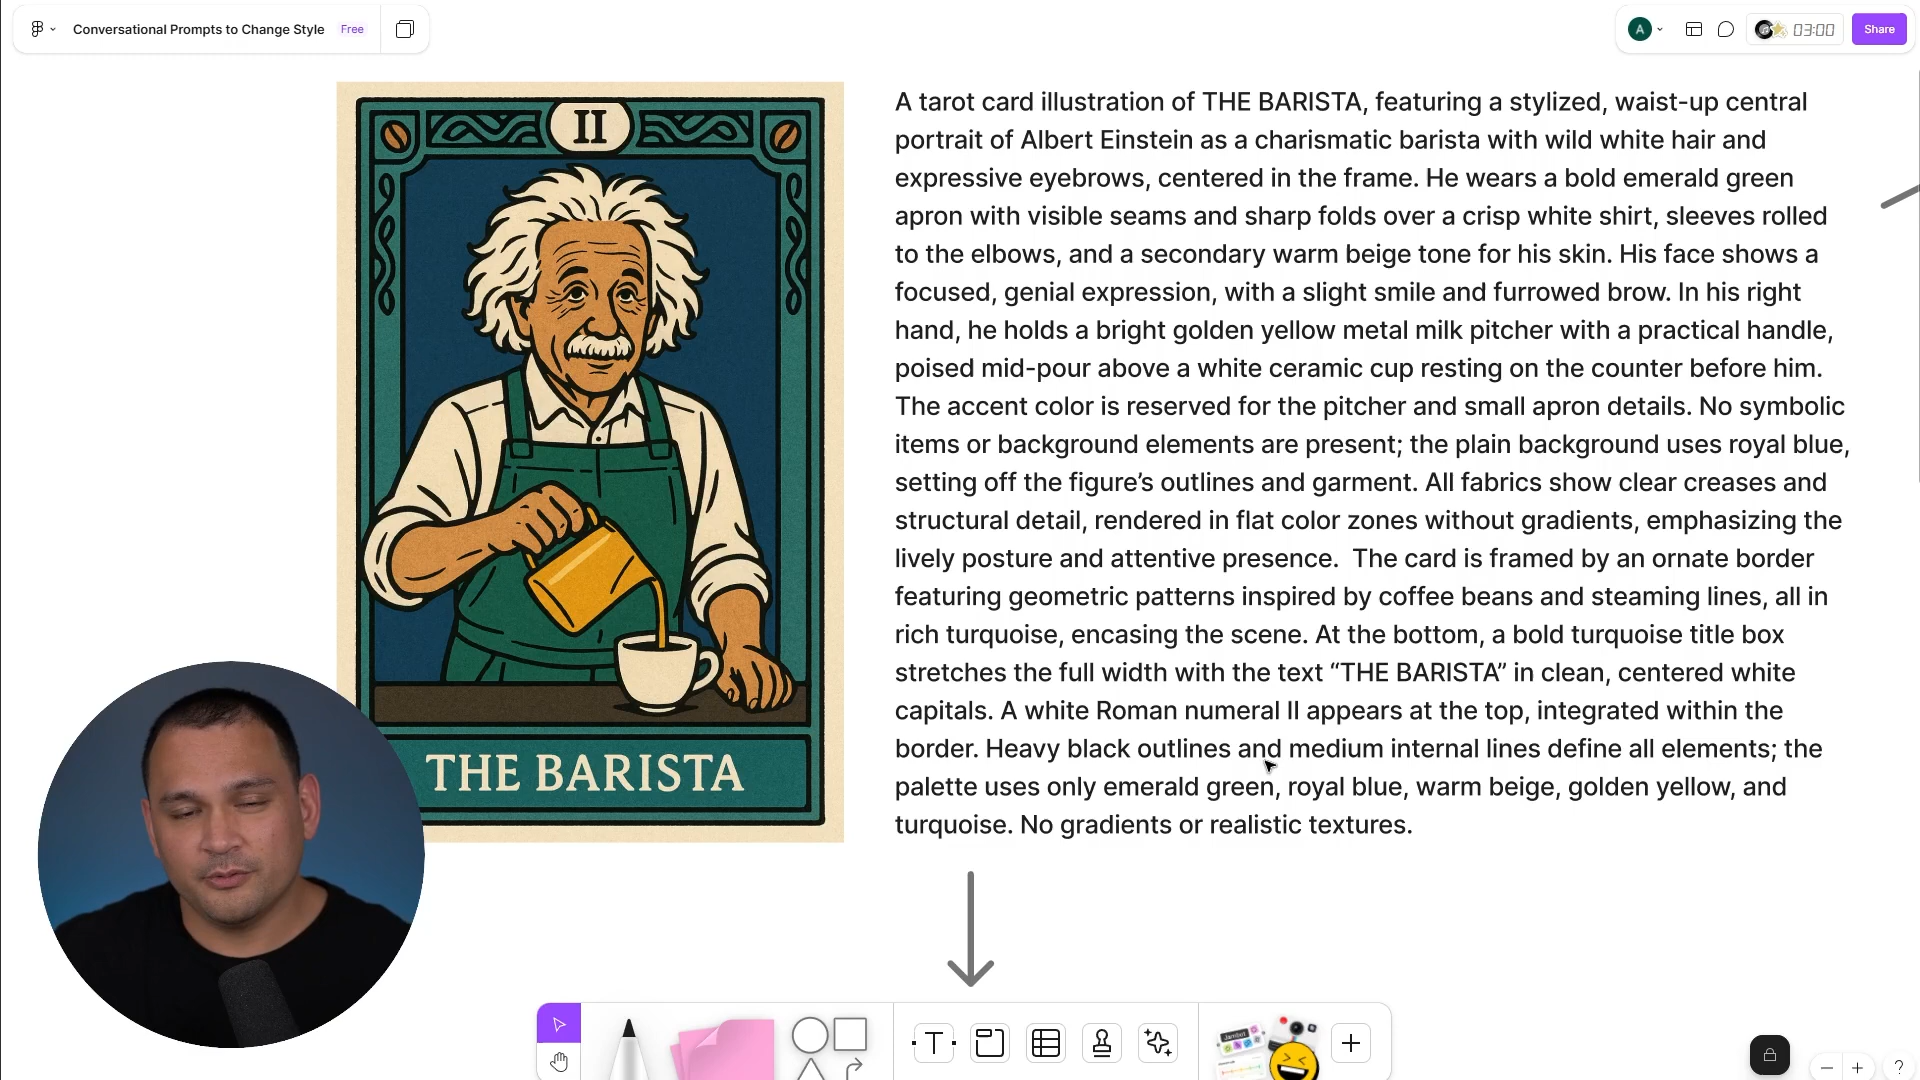 Conversational Prompts to Change Style Free
A 03:00 Share
II
THE BARISTA
A tarot card illustration of THE BARISTA, featuring a stylized, waist-up central
portrait of Albert Einstein as a charismatic barista with wild white hair and
expressive eyebrows, centered in the frame. He wears a bold emerald green
apron with visible seams and sharp folds over a crisp white shirt, sleeves rolled
to the elbows, and a secondary warm beige tone for his skin. His face shows a
focused, genial expression, with a slight smile and furrowed brow. In his right
hand, he holds a bright golden yellow metal milk pitcher with a practical handle,
poised mid-pour above a white ceramic cup resting on the counter before him.
The accent color is reserved for the pitcher and small apron details. No symbolic
items or background elements are present; the plain background uses royal blue,
setting off the figure’s outlines and garment. All fabrics show clear creases and
structural detail, rendered in flat color zones without gradients, emphasizing the
lively posture and attentive presence.  The card is framed by an ornate border
featuring geometric patterns inspired by coffee beans and steaming lines, all in
rich turquoise, encasing the scene. At the bottom, a bold turquoise title box
stretches the full width with the text “THE BARISTA” in clean, centered white
capitals. A white Roman numeral II appears at the top, integrated within the
border. Heavy black outlines and medium internal lines define all elements; the
palette uses only emerald green, royal blue, warm beige, golden yellow, and
turquoise. No gradients or realistic textures.